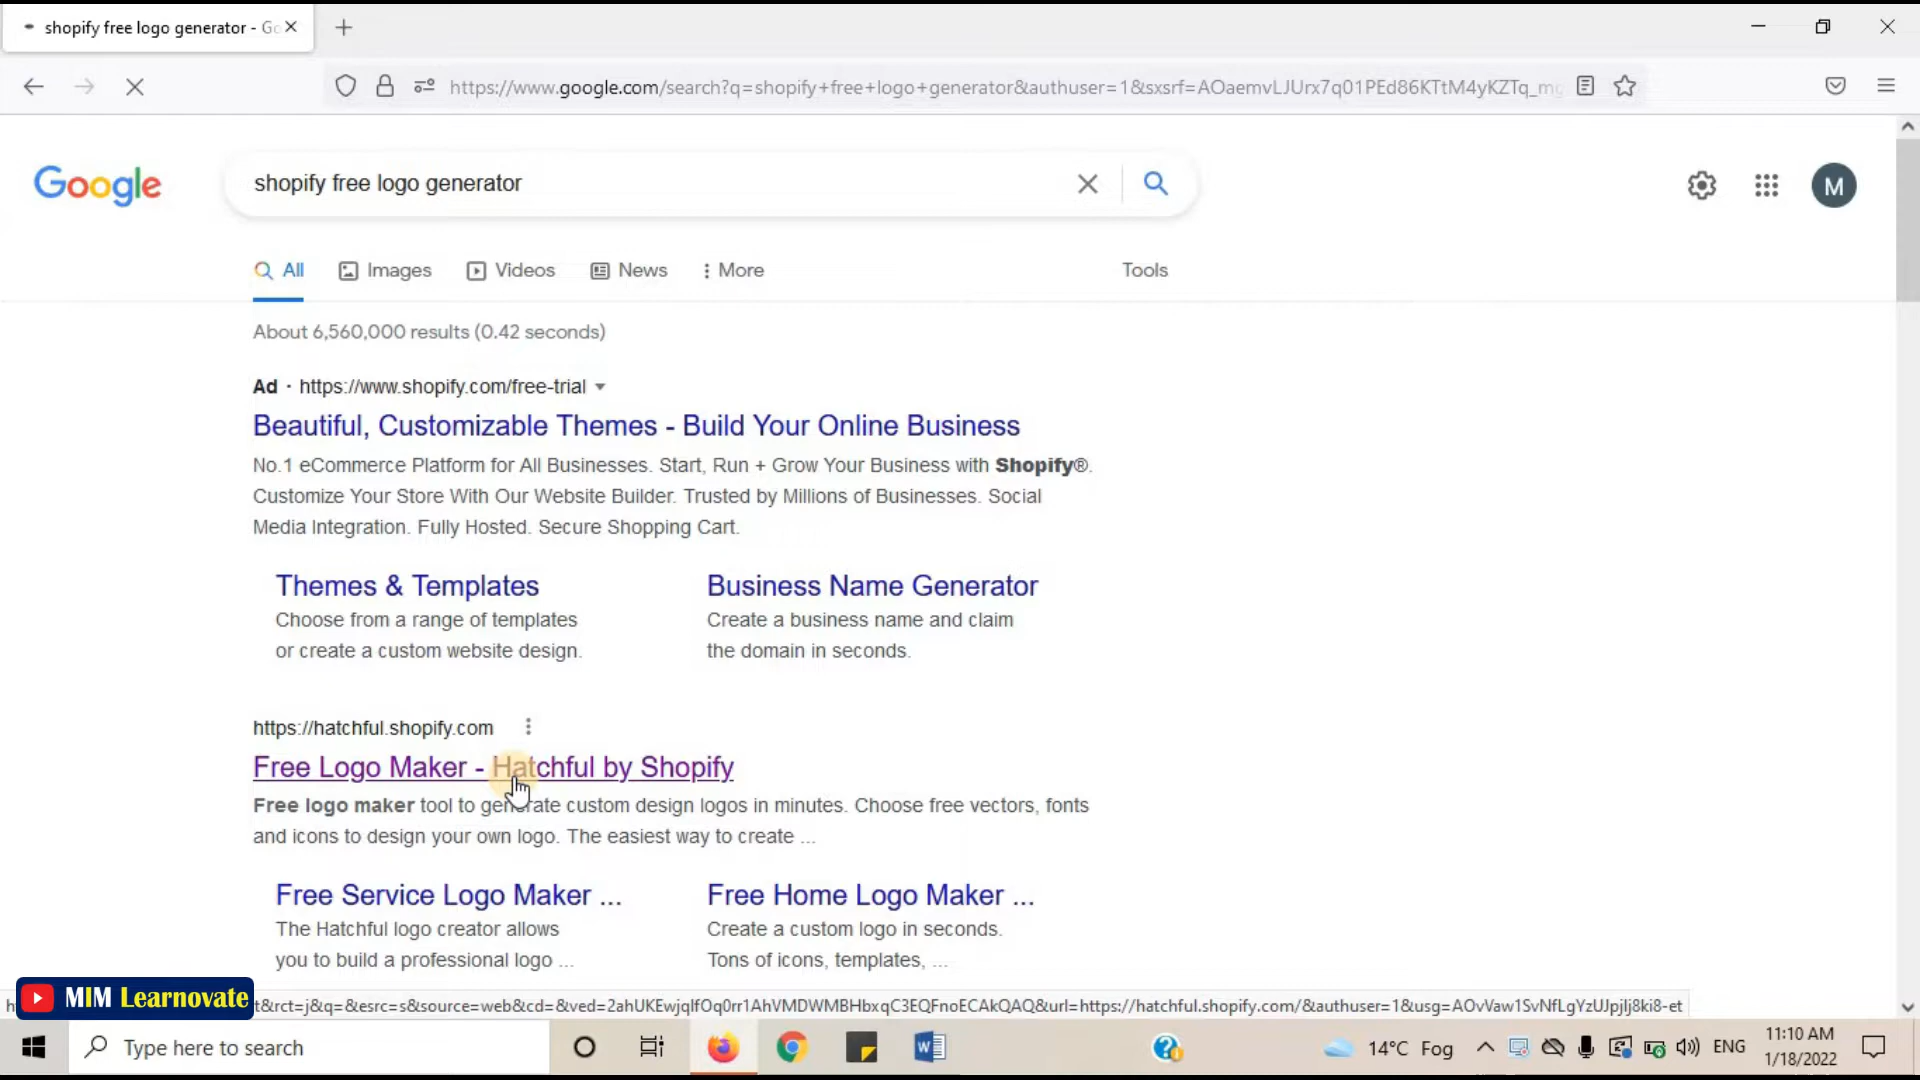 shopify free logo generator - Go
https://www.google.com/search?q=shopify+free+logo+generator&authuser=1&sxsrf=AOaemvLJUrx7q01PEd86KTtM4yKZTq_mg
Google
shopify free logo generator
M
All
Images
Videos
News
More
Tools
About 6,560,000 results (0.42 seconds)
Ad · https://www.shopify.com/free-trial
Beautiful, Customizable Themes - Build Your Online Business
No.1 eCommerce Platform for All Businesses. Start, Run + Grow Your Business with Shopify®.
Customize Your Store With Our Website Builder. Trusted by Millions of Businesses. Social
Media Integration. Fully Hosted. Secure Shopping Cart.
Themes & Templates
Choose from a range of templates
or create a custom website design.
Business Name Generator
Create a business name and claim
the domain in seconds.
https://hatchful.shopify.com
Free Logo Maker - Hatchful by Shopify
Free logo maker tool to generate custom design logos in minutes. Choose free vectors, fonts
and icons to design your own logo. The easiest way to create ...
Free Service Logo Maker ...
The Hatchful logo creator allows
you to build a professional logo ...
Free Home Logo Maker ...
Create a custom logo in seconds.
Tons of icons, templates, ...
MIM Learnovate
t&rct=j&q=&esrc=s&source=web&cd=&ved=2ahUKEwjqlfOq0rr1AhVMDWMBHbxqC3EQFnoECAkQAQ&url=https://hatchful.shopify.com/&authuser=1&usg=AOvVaw1SvNfLgYzUJpjIj8ki8-et
Type here to search
14°C Fog
ENG
11:10 AM
1/18/2022